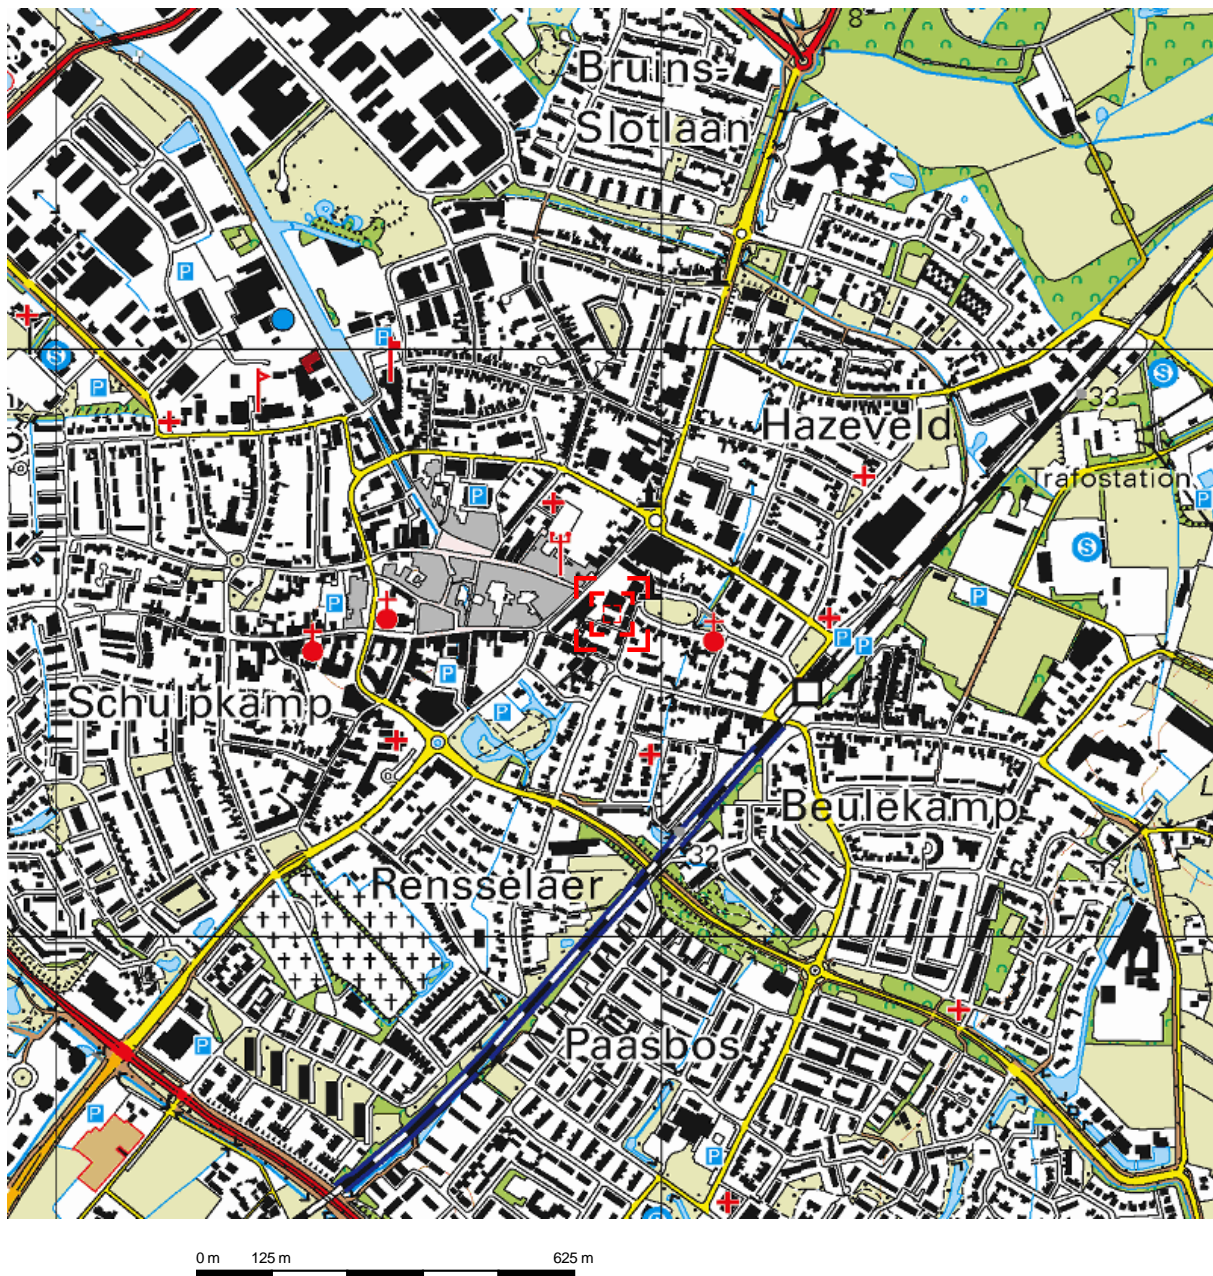 8
Bruins-
Slotlaan
P
P
S
P
S
33
Hazeveld
Trafostation
P
P
S
P
P
P
P
P
Schulpkamp
P
Beulekamp
32
Rensselaer
Paasbos
P
P
P
S
0 m 125 m 625 m